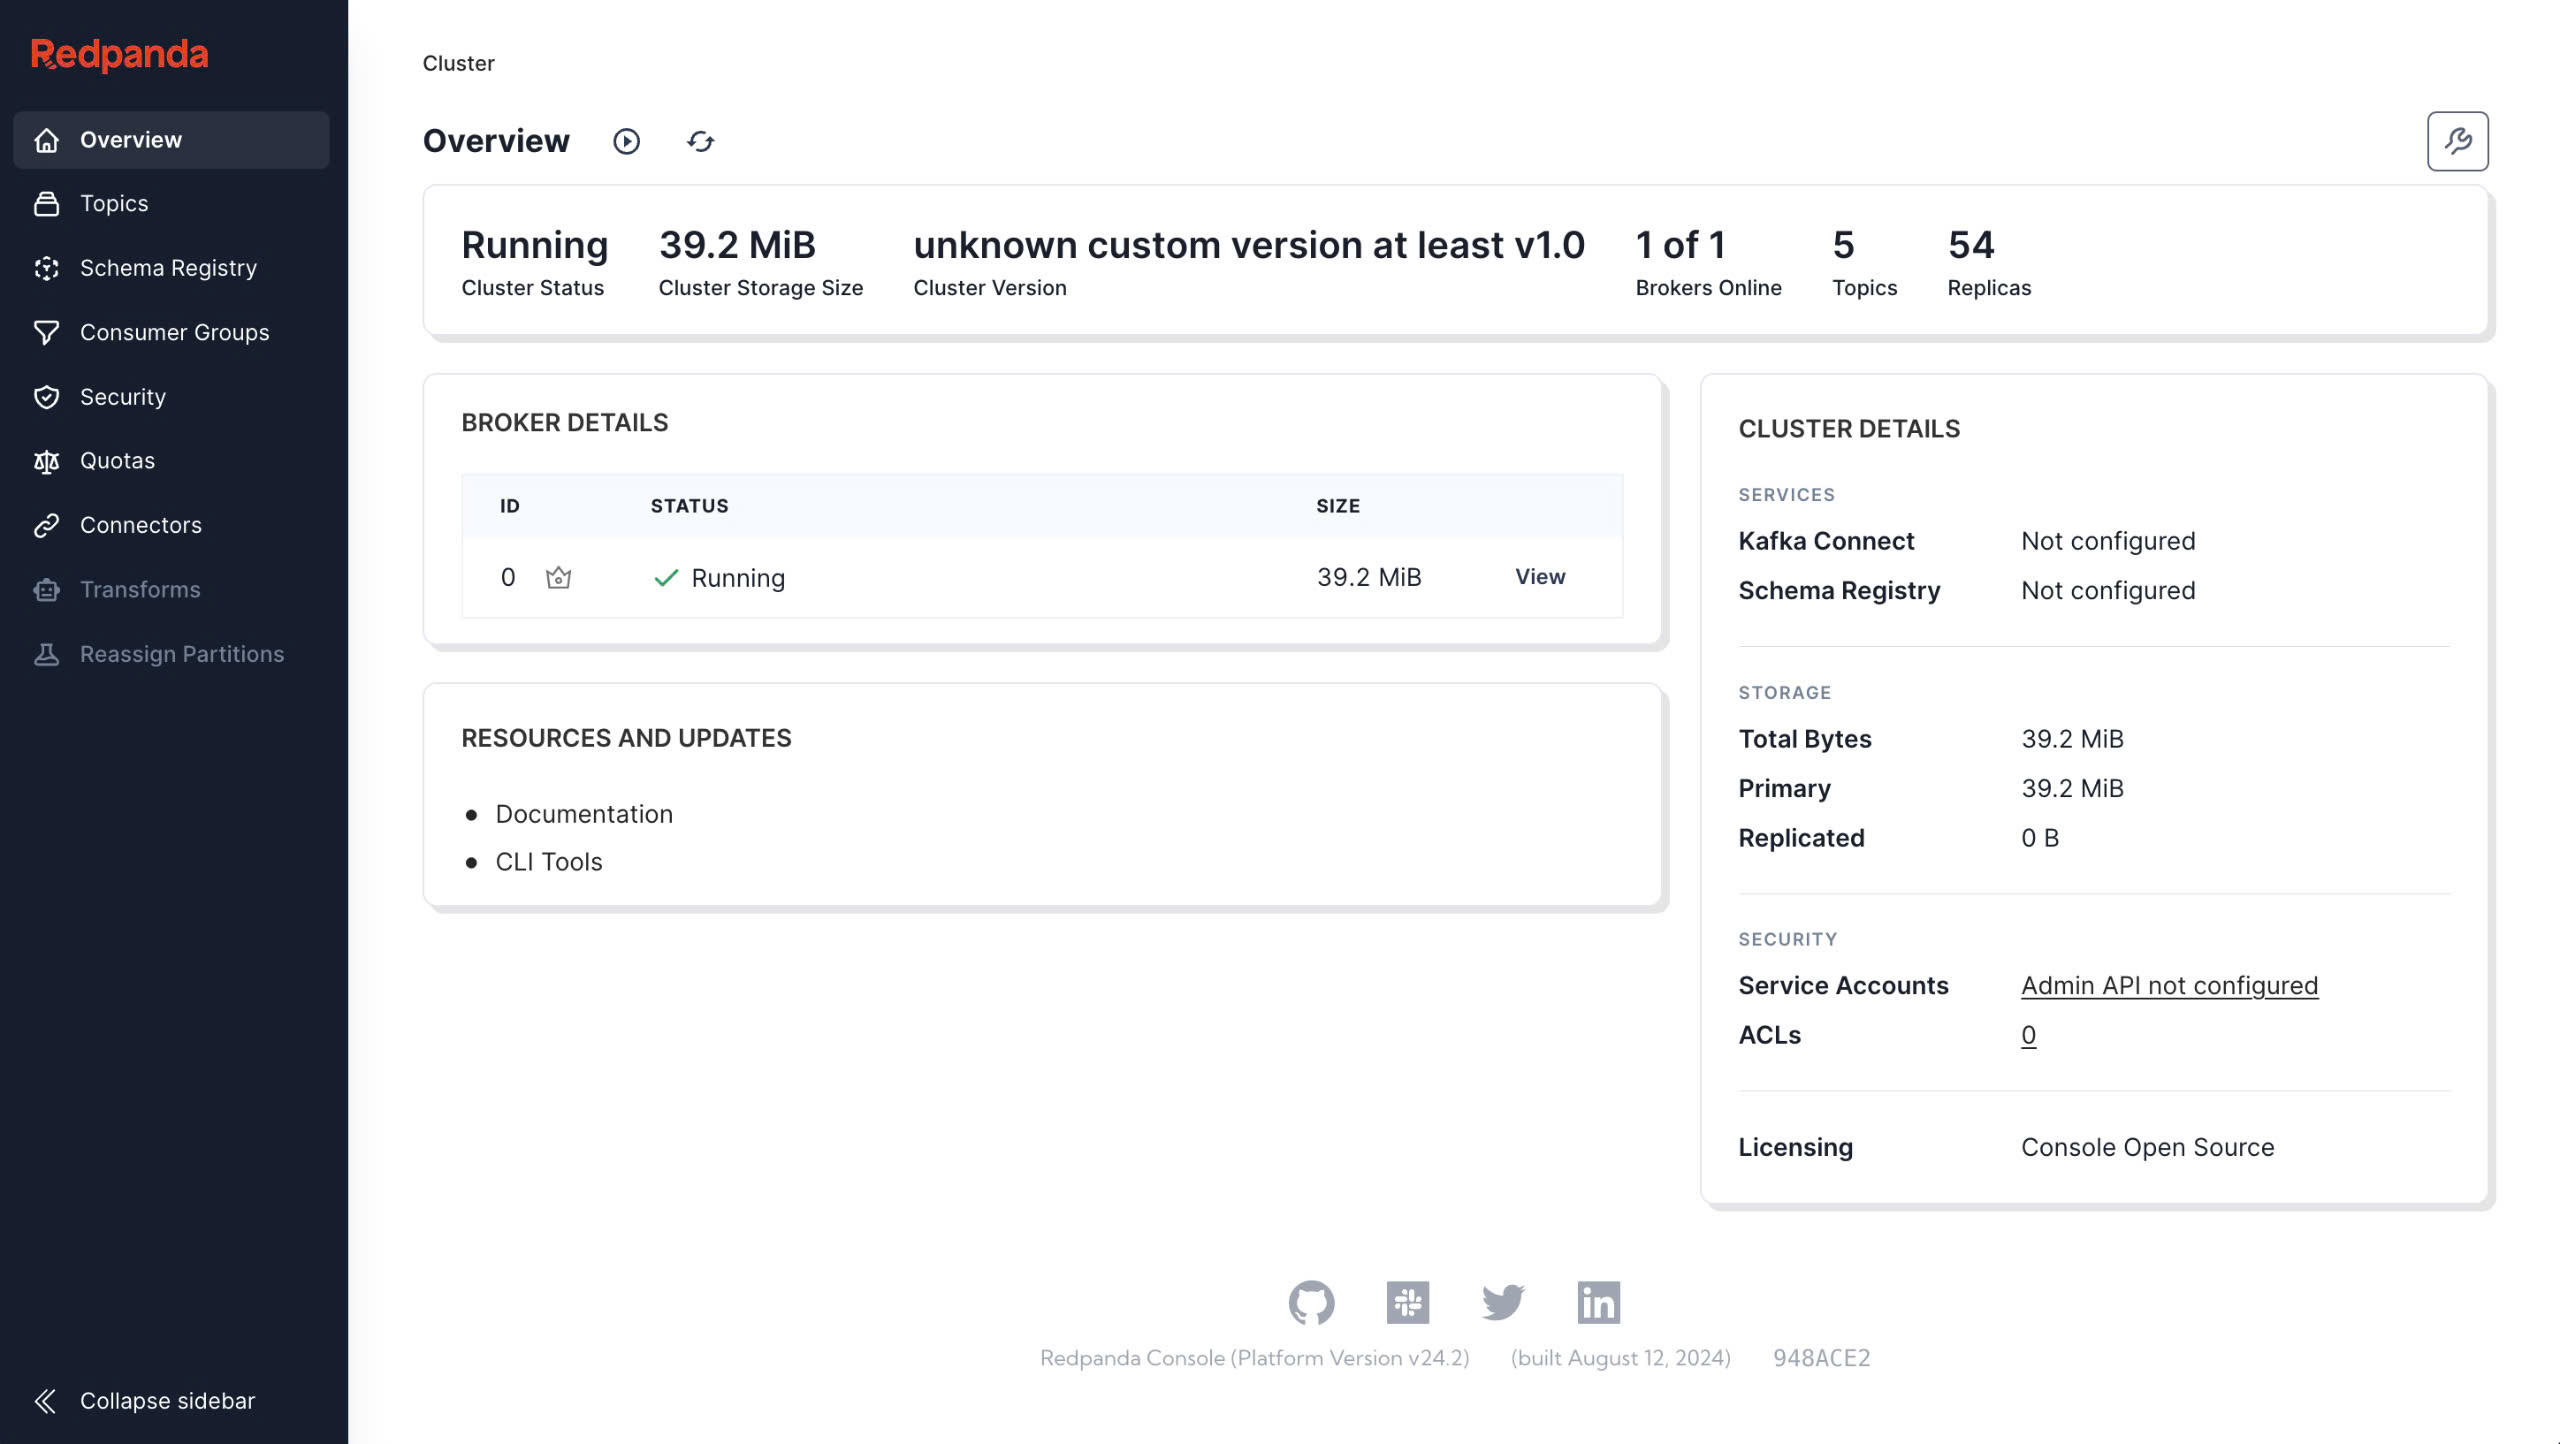 Redpanda
Overview
Topics
Schema Registry
Consumer Groups
Security
Quotas
Connectors
Transforms
Reassign Partitions
Collapse sidebar
Cluster
Overview
Running
Cluster Status
39.2 MiB
Cluster Storage Size
unknown custom version at least v1.0
Cluster Version
1 of 1
Brokers Online
5
Topics
54
Replicas
BROKER DETAILS
ID STATUS SIZE
0 Running 39.2 MiB View
RESOURCES AND UPDATES
Documentation
CLI Tools
CLUSTER DETAILS
SERVICES
Kafka Connect Not configured
Schema Registry Not configured
STORAGE
Total Bytes 39.2 MiB
Primary 39.2 MiB
Replicated 0 B
SECURITY
Service Accounts Admin API not configured
ACLs 0
Licensing Console Open Source
in
Redpanda Console (Platform Version v24.2) (built August 12, 2024) 948ACE2